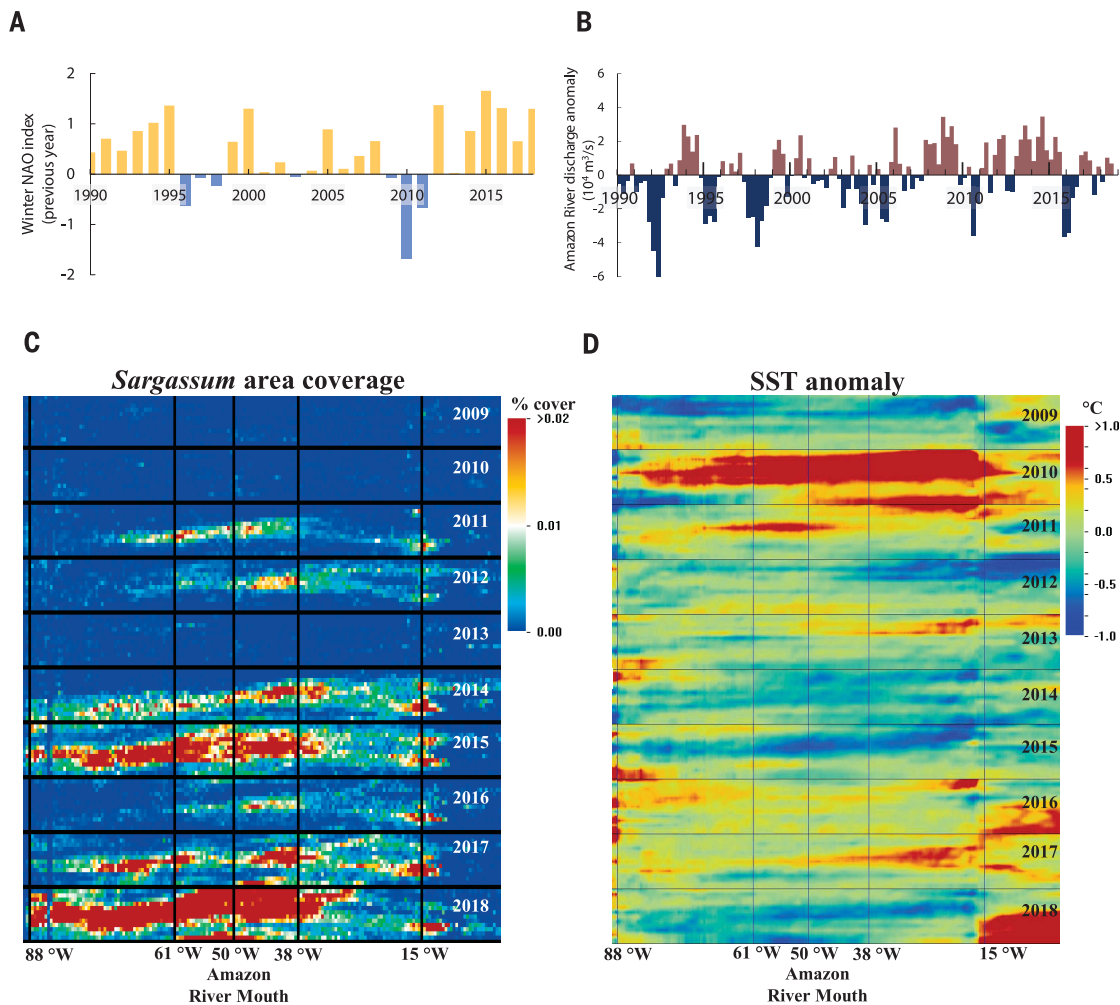 A
Winter NAO index
(previous year)
2
1
0
-1
-2
1990
1995
2000
2005
2010
2015
B
Amazon River discharge anomaly
(10⁴ m³/s)
6
4
2
0
-2
-4
-6
1990
1995
2000
2005
2010
2015
C
Sargassum area coverage
% cover
>0.02
0.01
0.00
2009
2010
2011
2012
2013
2014
2015
2016
2017
2018
88 °W
61 °W
50 °W
38 °W
15 °W
Amazon
River Mouth
D
SST anomaly
°C
>1.0
0.5
0.0
-0.5
-1.0
2009
2010
2011
2012
2013
2014
2015
2016
2017
2018
88 °W
61 °W
50 °W
38 °W
15 °W
Amazon
River Mouth